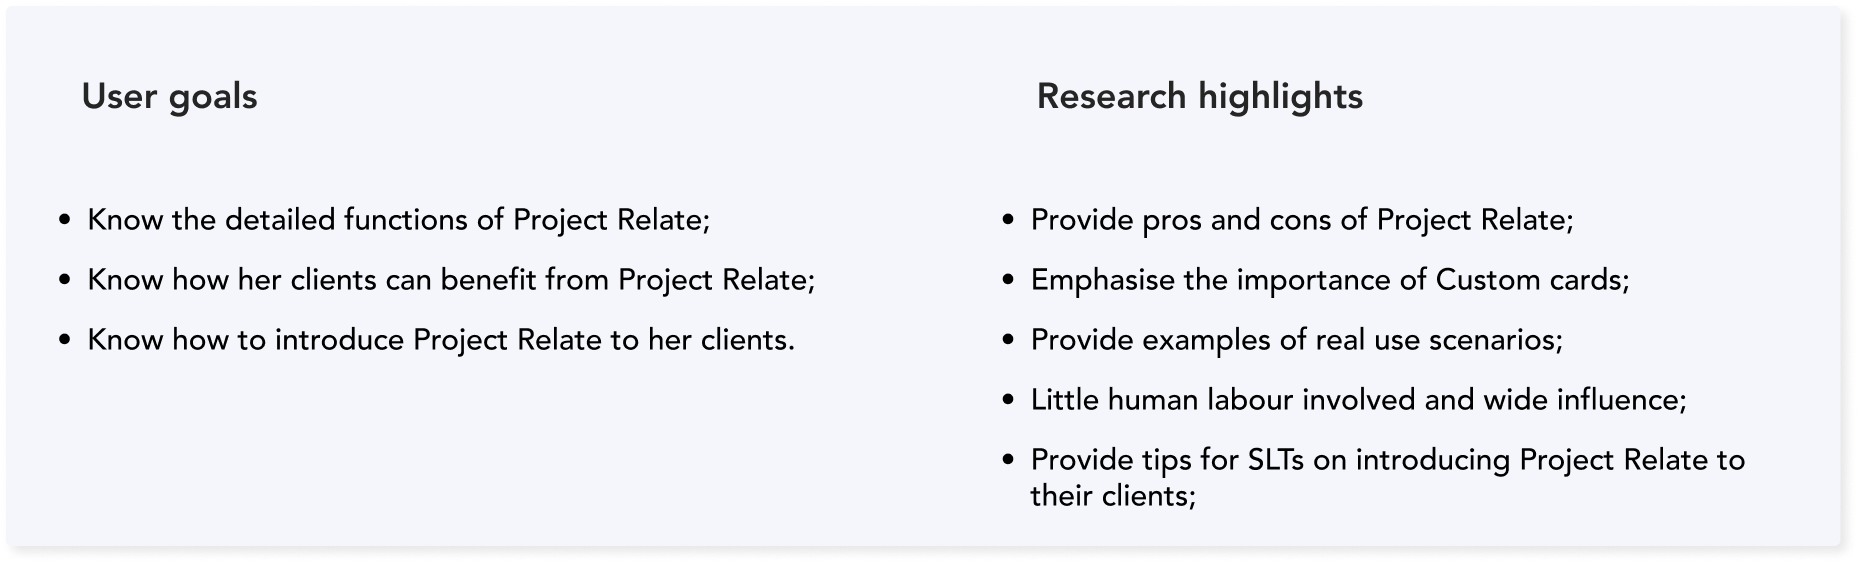 User goals
• Know the detailed functions of Project Relate;
• Know how her clients can benefit from Project Relate;
• Know how to introduce Project Relate to her clients.
Research highlights
• Provide pros and cons of Project Relate;
• Emphasise the importance of Custom cards;
• Provide examples of real use scenarios;
• Little human labour involved and wide influence;
• Provide tips for SLTs on introducing Project Relate to
their clients;